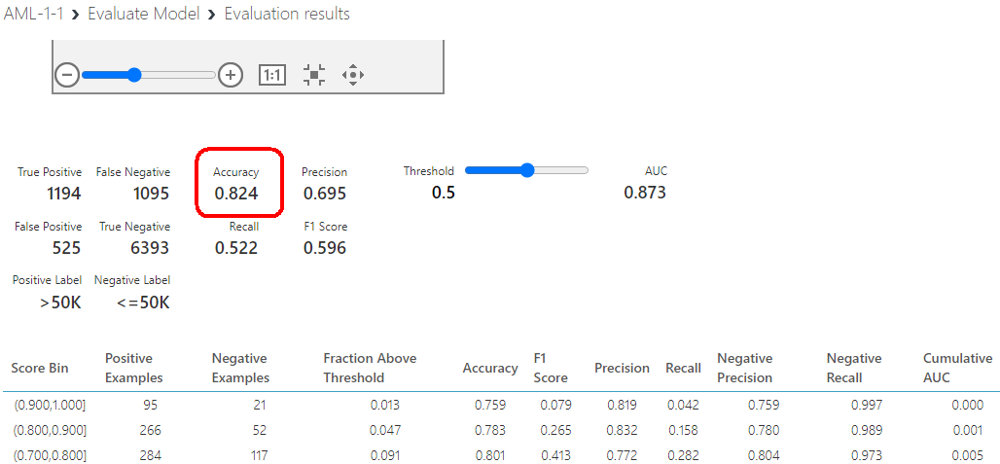 AML-1-1 › Evaluate Model › Evaluation results
1:1
True Positive False Negative Accuracy Precision Threshold AUC
1194 1095 0.824 0.695 0.5 0.873
False Positive True Negative Recall F1 Score
525 6393 0.522 0.596
Positive Label Negative Label
>50K <=50K
Score Bin Positive Examples Negative Examples Fraction Above Threshold Accuracy F1 Score Precision Recall Negative Precision Negative Recall Cumulative AUC
(0.900,1.000] 95 21 0.013 0.759 0.079 0.819 0.042 0.759 0.997 0.000
(0.800,0.900] 266 52 0.047 0.783 0.265 0.832 0.158 0.780 0.989 0.001
(0.700,0.800] 284 117 0.091 0.801 0.413 0.772 0.282 0.804 0.973 0.005